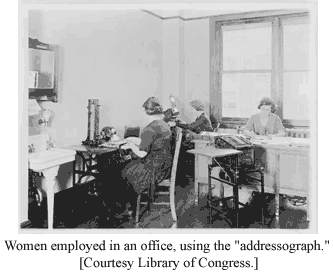 Women employed in an office, using the "addressograph."
[Courtesy Library of Congress.]